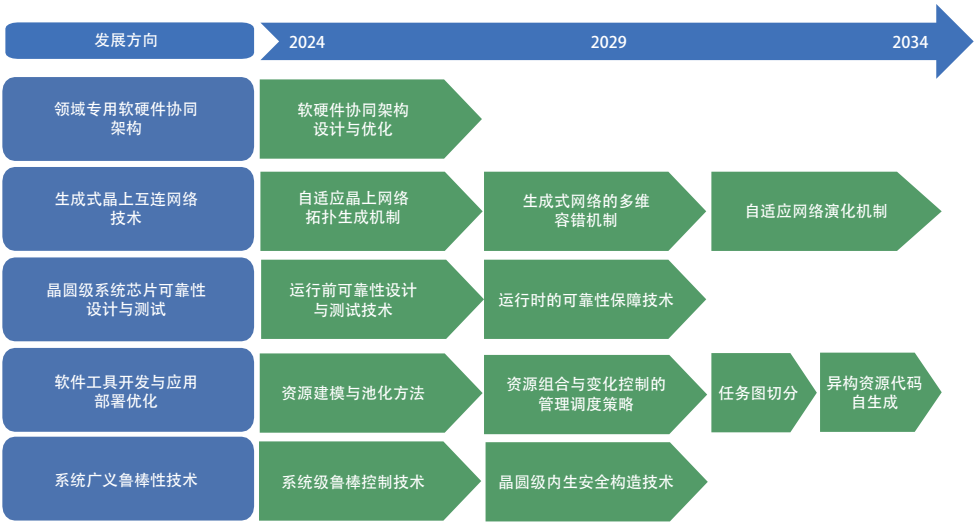 发展方向
2024
2029
2034
领域专用软硬件协同
架构
软硬件协同架构
设计与优化
生成式晶上互连网络
技术
自适应晶上网络
拓扑生成机制
生成式网络的多维
容错机制
自适应网络演化机制
晶圆级系统芯片可靠性
设计与测试
运行前可靠性设计
与测试技术
运行时的可靠性保障技术
软件工具开发与应用
部署优化
资源建模与池化方法
资源组合与变化控制的
管理调度策略
任务图切分
异构资源代码
自生成
系统广义鲁棒性技术
系统级鲁棒控制技术
晶圆级内生安全构造技术